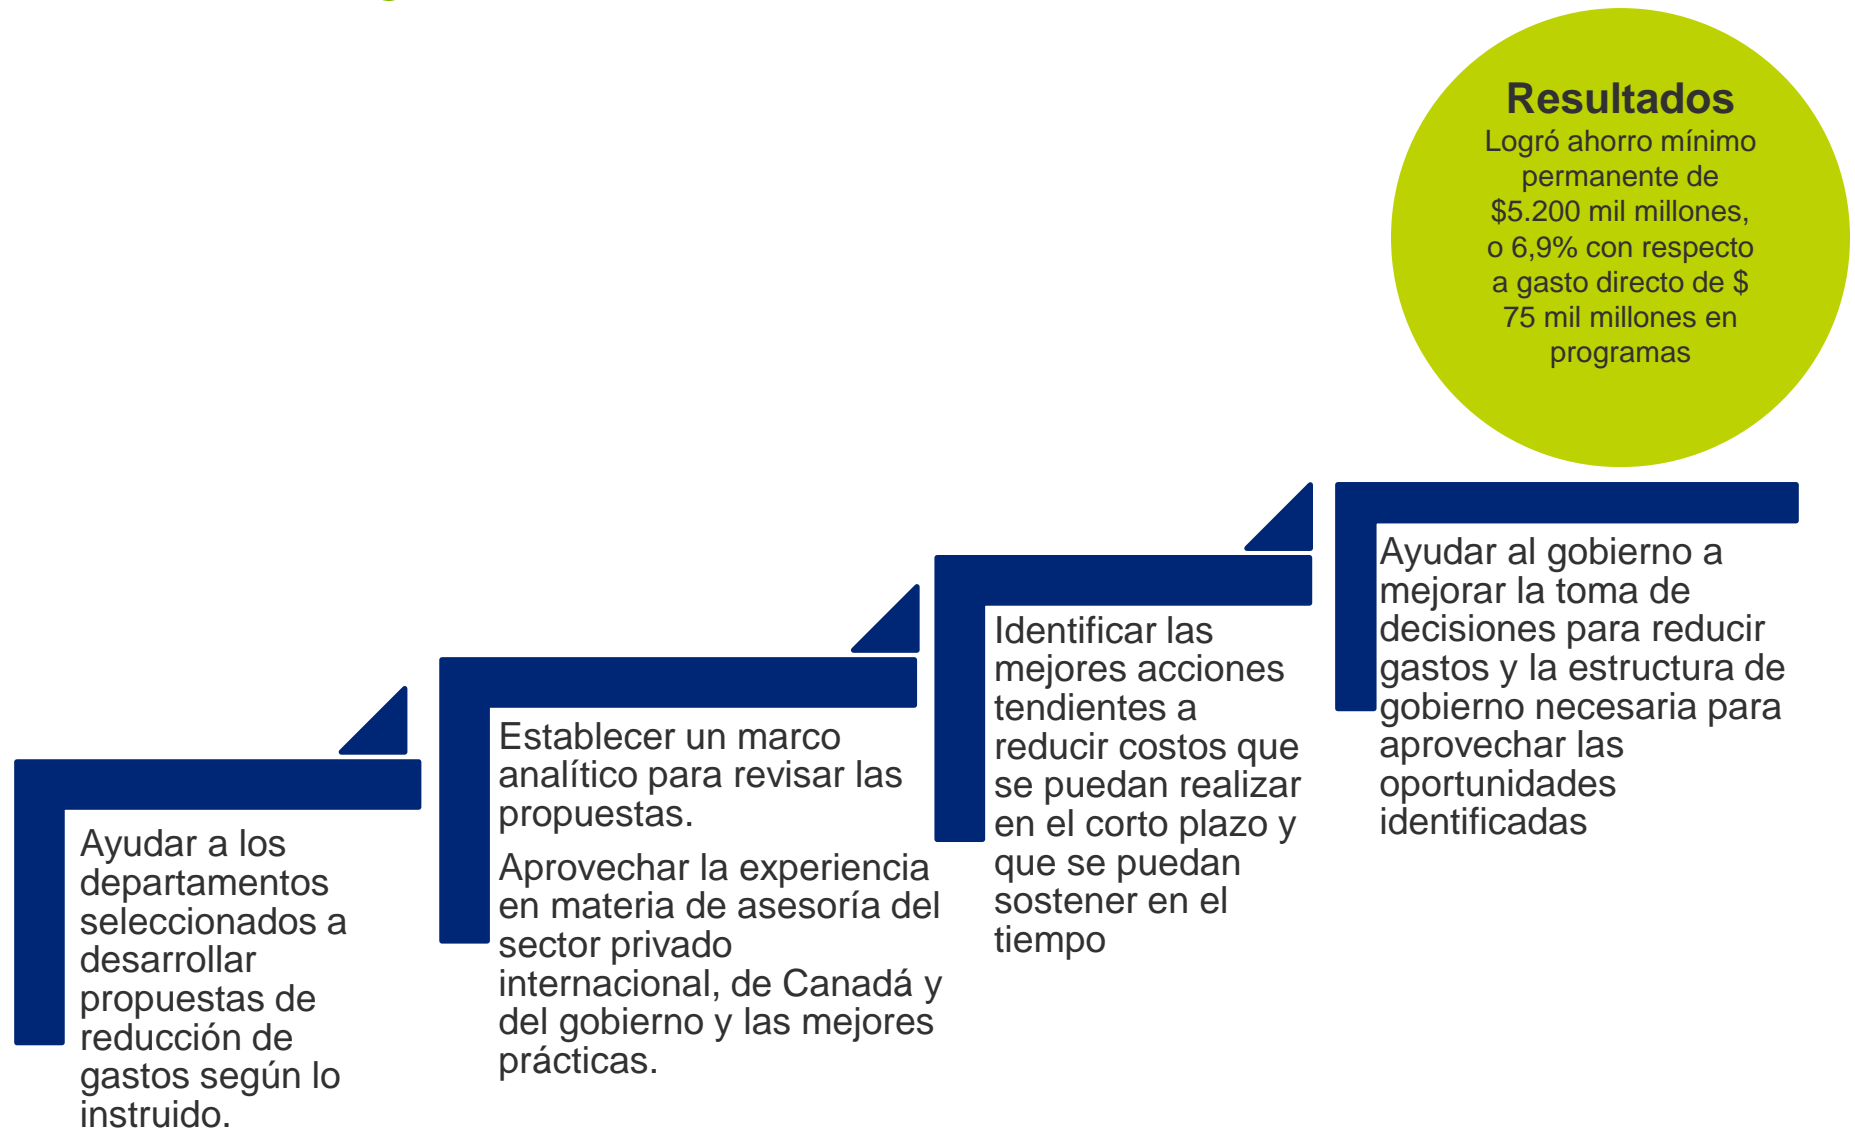 Resultados
Logró ahorro mínimo
permanente de
$5.200 mil millones,
o 6,9% con respecto
a gasto directo de $
75 mil millones en
programas
Ayudar a los
departamentos
seleccionados a
desarrollar
propuestas de
reducción de
gastos según lo
instruido.
Establecer un marco
analítico para revisar las
propuestas.
Aprovechar la experiencia
en materia de asesoría del
sector privado
internacional, de Canadá y
del gobierno y las mejores
prácticas.
Identificar las
mejores acciones
tendientes a
reducir costos que
se puedan realizar
en el corto plazo y
que se puedan
sostener en el
tiempo
Ayudar al gobierno a
mejorar la toma de
decisiones para reducir
gastos y la estructura de
gobierno necesaria para
aprovechar las
oportunidades
identificadas